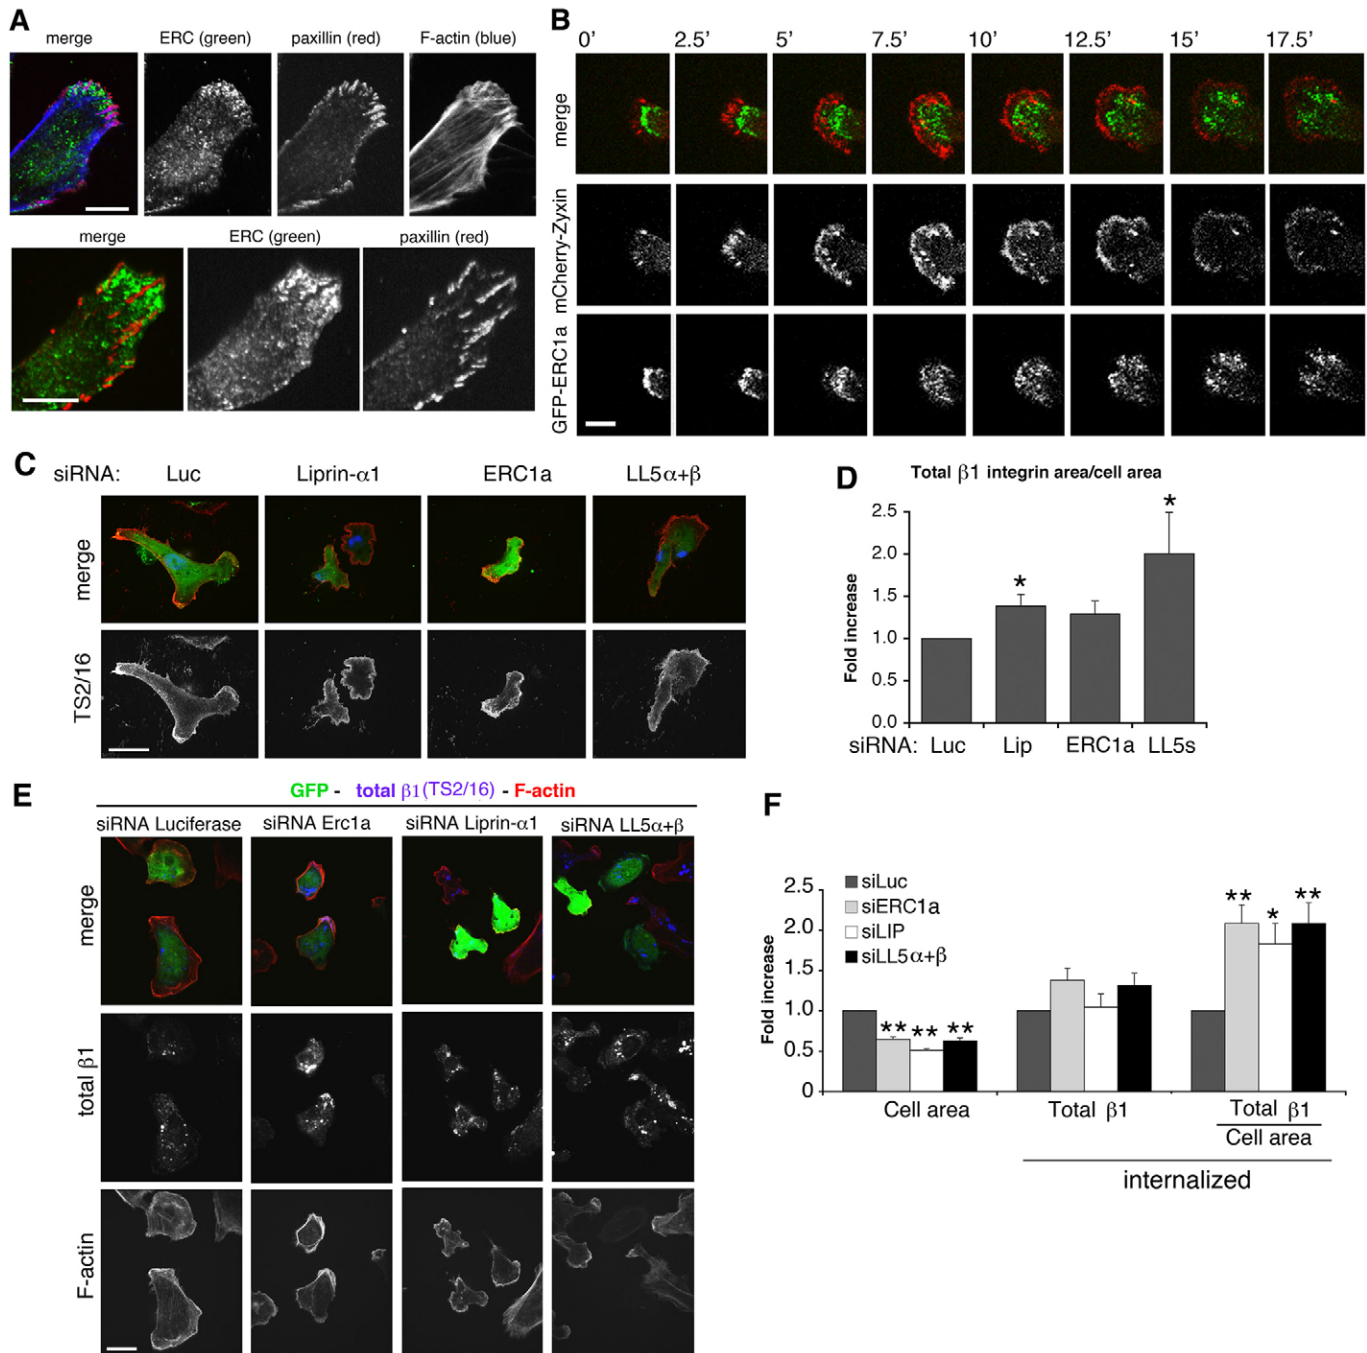 A
merge
ERC (green)
paxillin (red)
F-actin (blue)
merge
ERC (green)
paxillin (red)
B
0'
2.5'
5'
7.5'
10'
12.5'
15'
17.5'
merge
mCherry-Zyxin
GFP-ERC1a
C
siRNA:
Luc
Liprin-α1
ERC1a
LL5α+β
merge
TS2/16
D
Total β1 integrin area/cell area
Fold increase
2.5
2.0
1.5
1.0
0.5
0.0
*
*
siRNA:
Luc
Lip
ERC1a
LL5s
E
GFP - total β1(TS2/16) - F-actin
siRNA Luciferase
siRNA Erc1a
siRNA Liprin-α1
siRNA LL5α+β
merge
total β1
F-actin
F
siLuc
siERC1a
siLIP
siLL5α+β
Fold increase
2.5
2.0
1.5
1.0
0.5
0
** ** **
** * **
Cell area
Total β1
Total β1
Cell area
internalized